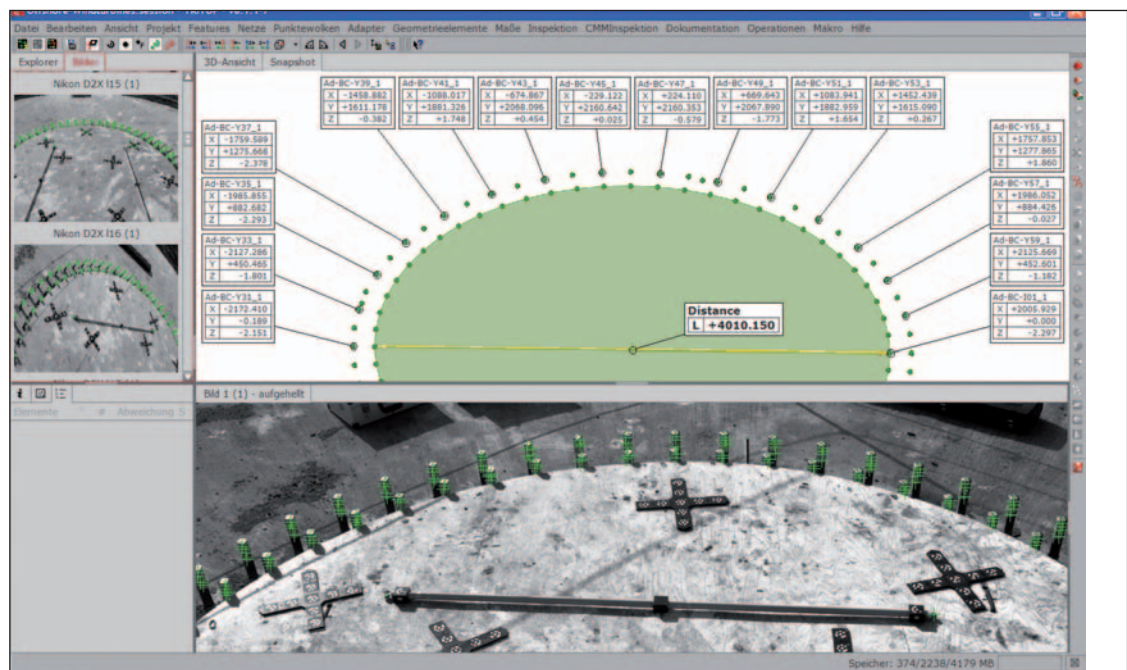 Datei Bearbeiten Ansicht Projekt Features Netze Punktewolken Adapter Geometrieelemente Maße Inspektion CMMInspektion Dokumentation Operationen Makro Hilfe
Explorer Bilder
3D-Ansicht Snapshot
Nikon D2X I15 (1)
Nikon D2X I16 (1)
Ad-BC-Y39_1
X -1458.882
Y +1611.178
Z -0.382
Ad-BC-Y41_1
X -1088.017
Y +1881.326
Z +1.748
Ad-BC-Y43_1
X -674.867
Y +2068.096
Z +0.454
Ad-BC-Y45_1
X -229.122
Y +2160.642
Z +0.025
Ad-BC-Y47_1
X +224.110
Y +2160.353
Z -0.579
Ad-BC-Y49_1
X +669.643
Y +2067.890
Z -1.773
Ad-BC-Y51_1
X +1083.941
Y +1882.959
Z +1.654
Ad-BC-Y53_1
X +1452.439
Y +1615.090
Z +0.267
Ad-BC-Y37_1
X -1759.589
Y +1275.668
Z -2.378
Ad-BC-Y55_1
X +1757.853
Y +1277.865
Z +1.860
Ad-BC-Y35_1
X -1985.855
Y +882.682
Z -2.293
Ad-BC-Y57_1
X +1986.052
Y +884.426
Z -0.027
Ad-BC-Y33_1
X -2127.286
Y +450.465
Z -1.801
Ad-BC-Y59_1
X +2125.669
Y +452.601
Z -1.182
Ad-BC-Y31_1
X -2172.410
Y -0.189
Z -2.151
Ad-BC-I01_1
X +2005.929
Y +0.000
Z -2.297
Distance
L +4010.150
Elemente # Abweichung S
Bild 1 (1) - aufgehellt
Speicher: 374/2238/4179 MB